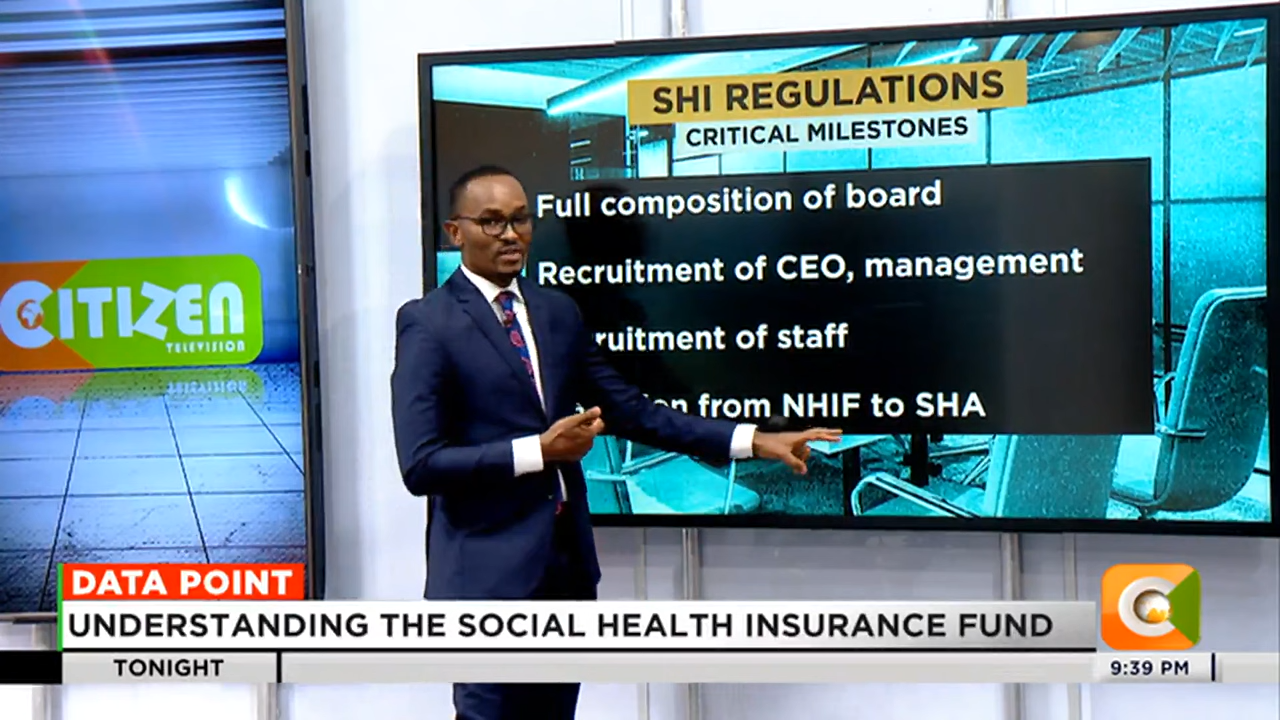 SHI REGULATIONS
CRITICAL MILESTONES
Full composition of board
Recruitment of CEO, management
ruitment of staff
from NHIF to SHA
CITIZEN
TELEVISION
DATA POINT
UNDERSTANDING THE SOCIAL HEALTH INSURANCE FUND
TONIGHT
9:39 PM